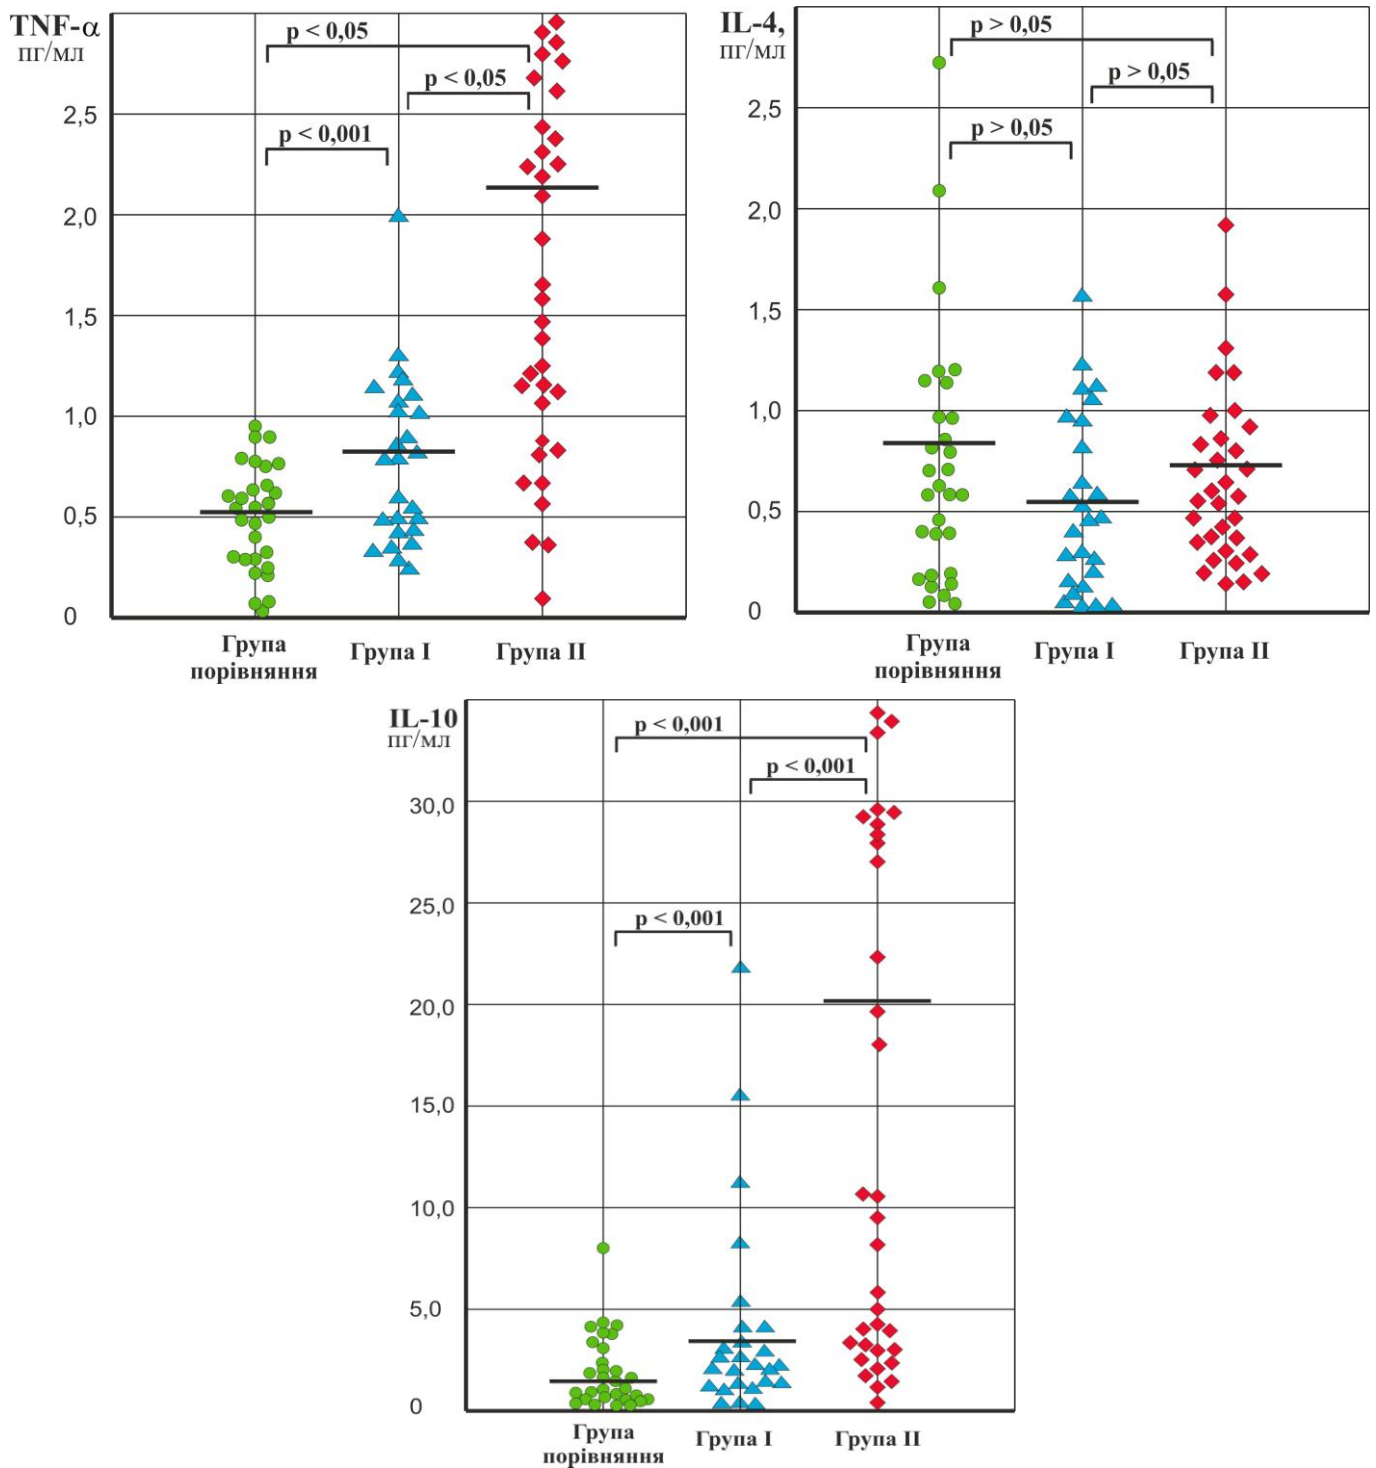 TNF-α
пг/мл
p < 0,05
p < 0,05
p < 0,001
2,5
2,0
1,5
1,0
0,5
0
Група
порівняння
Група I
Група II
IL-4,
пг/мл
p > 0,05
p > 0,05
p > 0,05
2,5
2,0
1,5
1,0
0,5
0
Група
порівняння
Група I
Група II
IL-10
пг/мл
p < 0,001
p < 0,001
p < 0,001
30,0
25,0
20,0
15,0
10,0
5,0
0
Група
порівняння
Група I
Група II